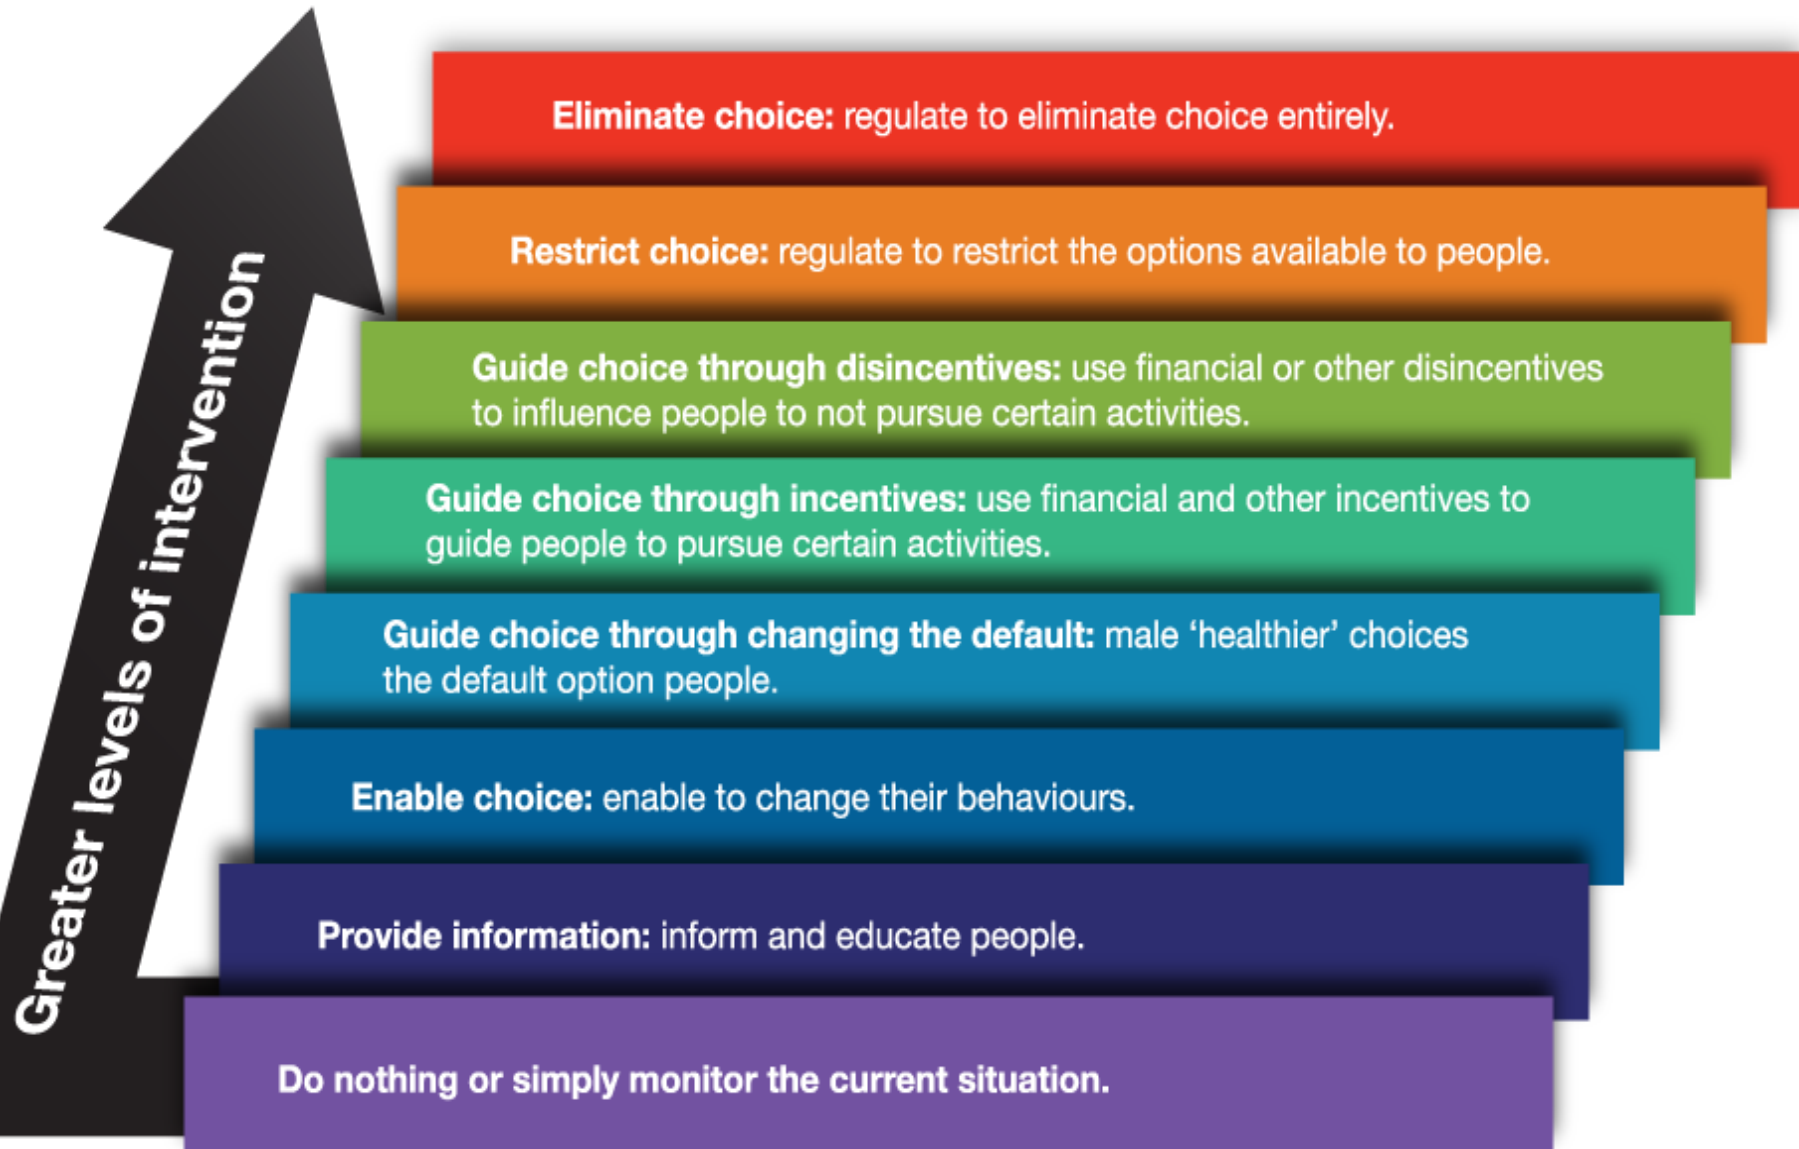 Greater levels of intervention
Eliminate choice: regulate to eliminate choice entirely.
Restrict choice: regulate to restrict the options available to people.
Guide choice through disincentives: use financial or other disincentives
to influence people to not pursue certain activities.
Guide choice through incentives: use financial and other incentives to
guide people to pursue certain activities.
Guide choice through changing the default: male ‘healthier’ choices
the default option people.
Enable choice: enable to change their behaviours.
Provide information: inform and educate people.
Do nothing or simply monitor the current situation.